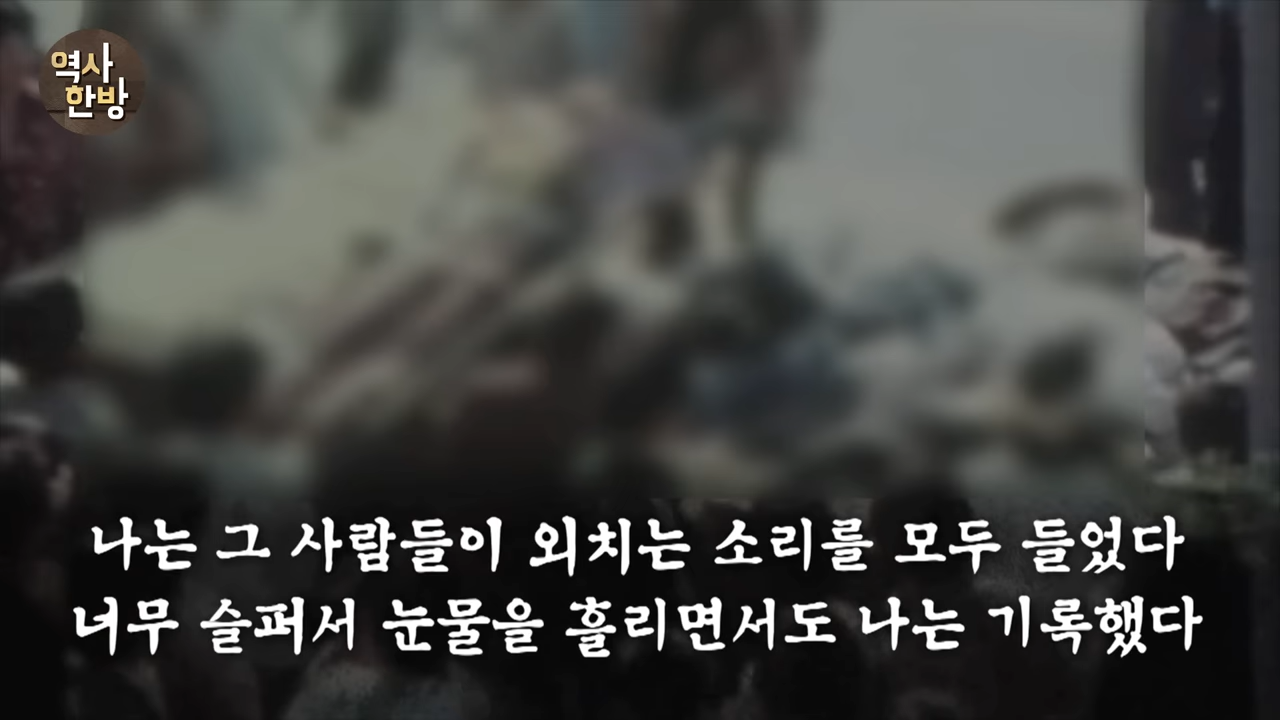 역사
한방
나는 그 사람들이 외치는 소리를 모두 들었다
너무 슬퍼서 눈물을 흘리면서도 나는 기록했다